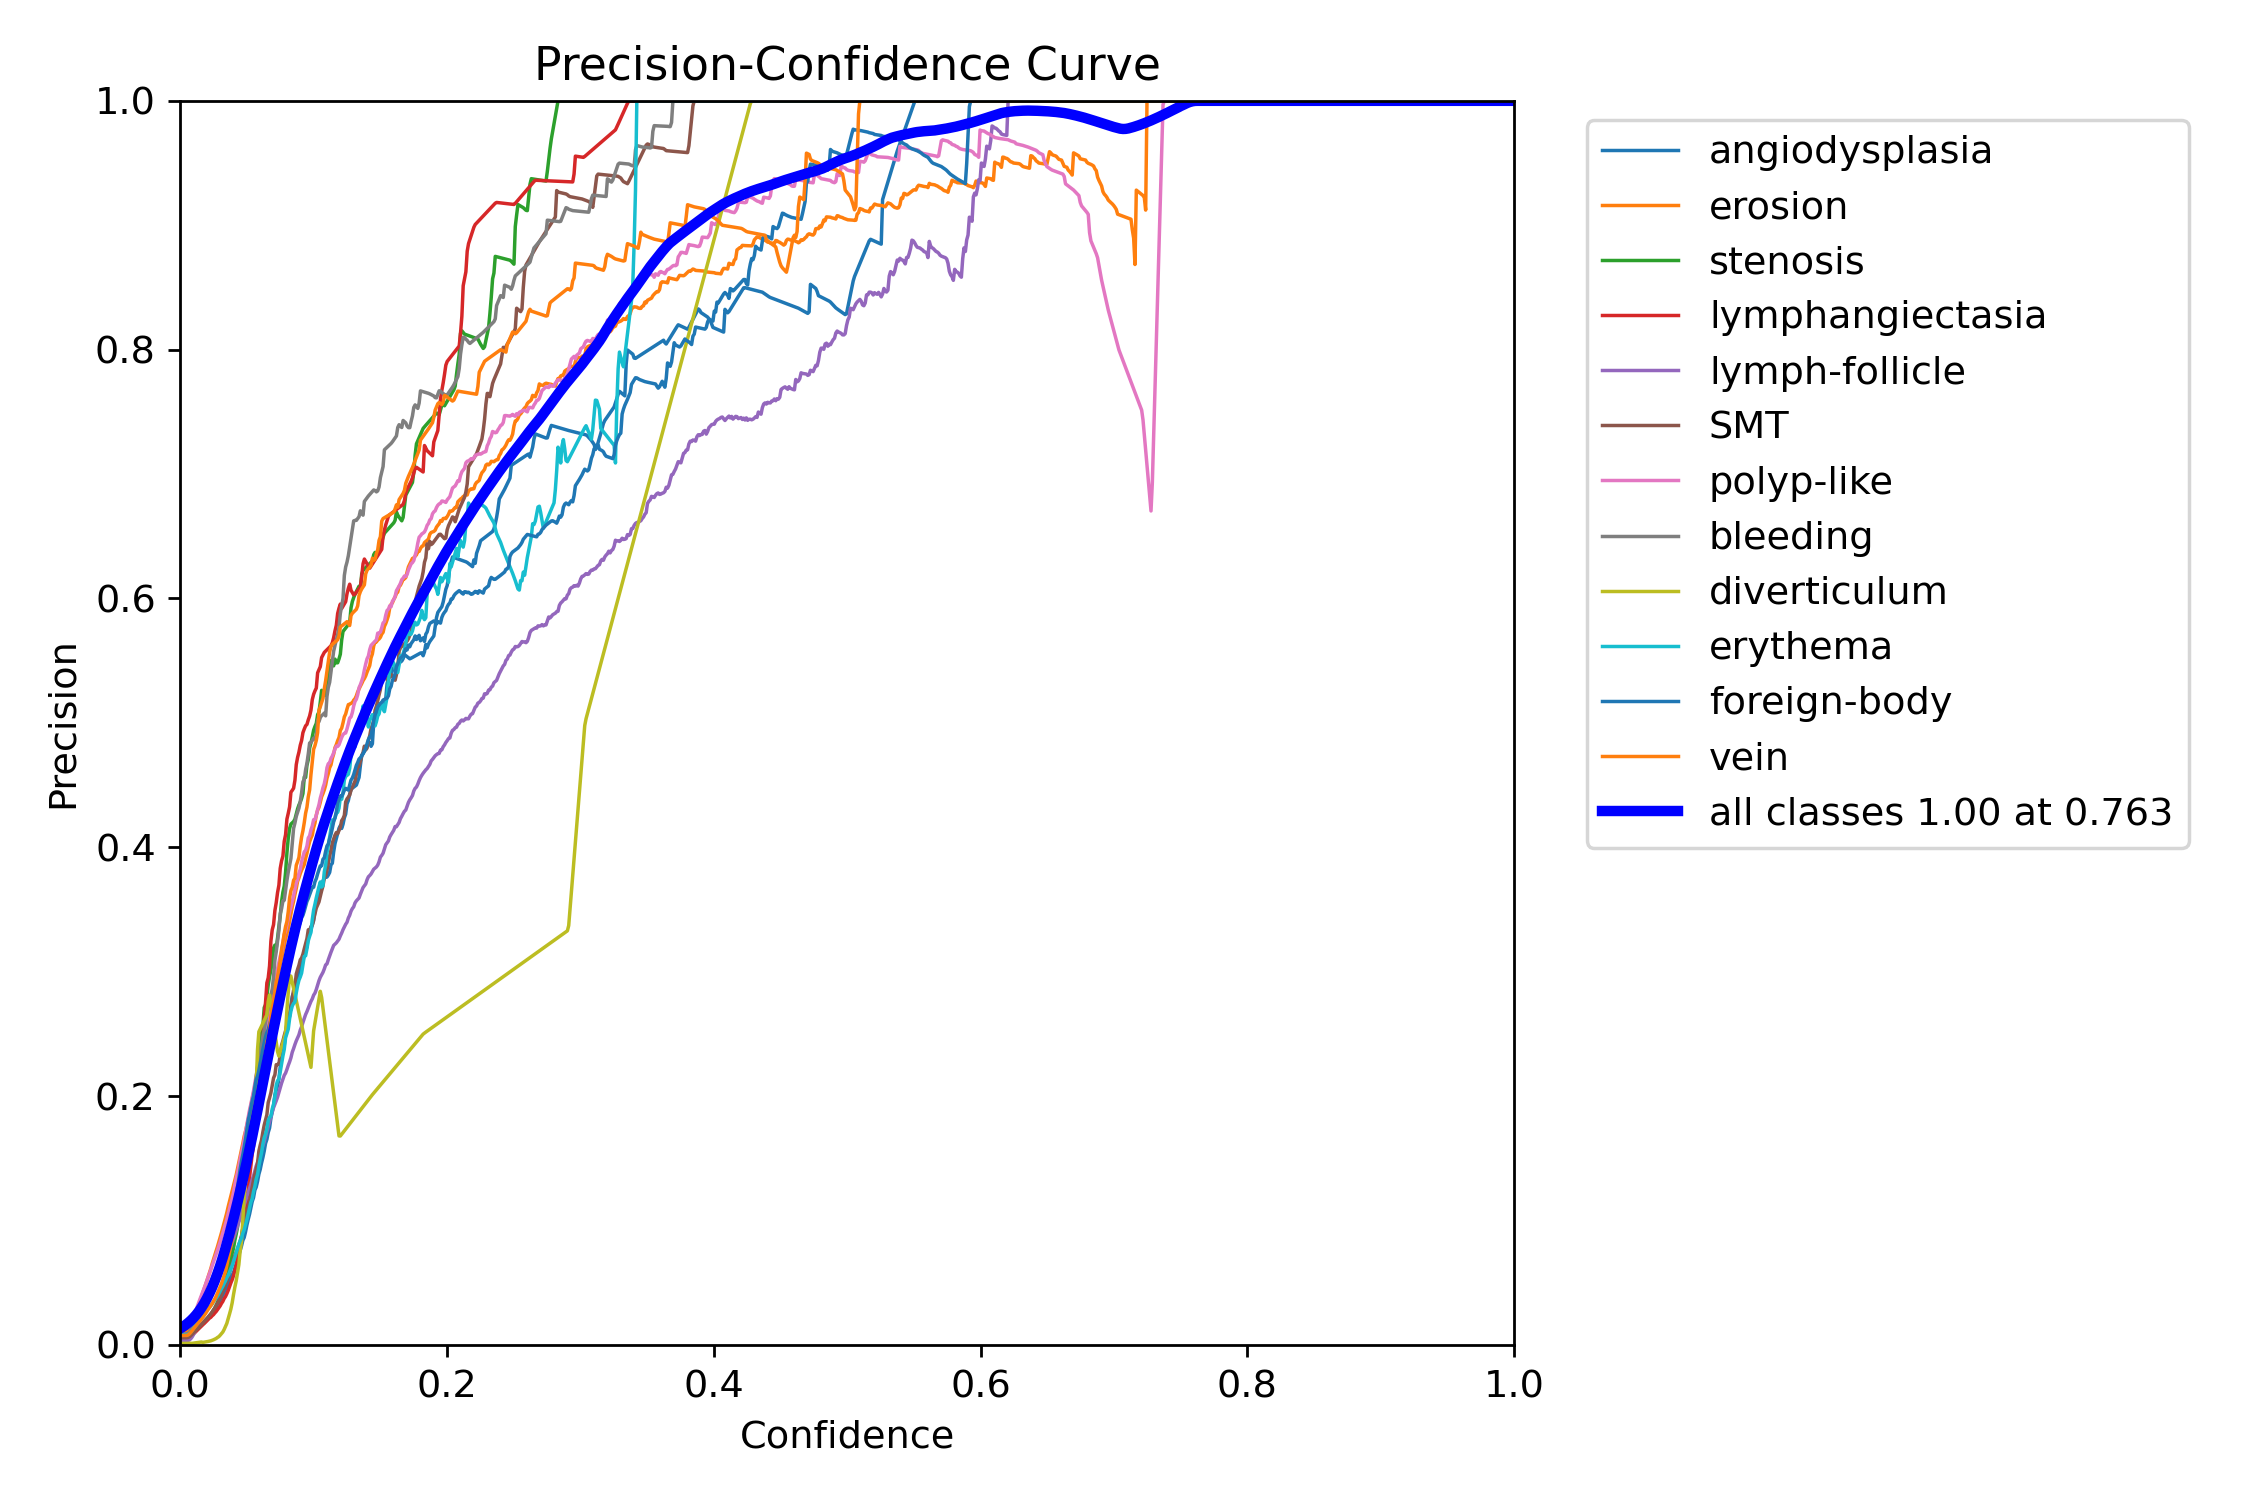 Precision-Confidence Curve
1.0
0.8
0.6
0.4
0.2
0.0
Precision
0.0 0.2 0.4 0.6 0.8 1.0
Confidence
angiodysplasia
erosion
stenosis
lymphangiectasia
lymph-follicle
SMT
polyp-like
bleeding
diverticulum
erythema
foreign-body
vein
all classes 1.00 at 0.763